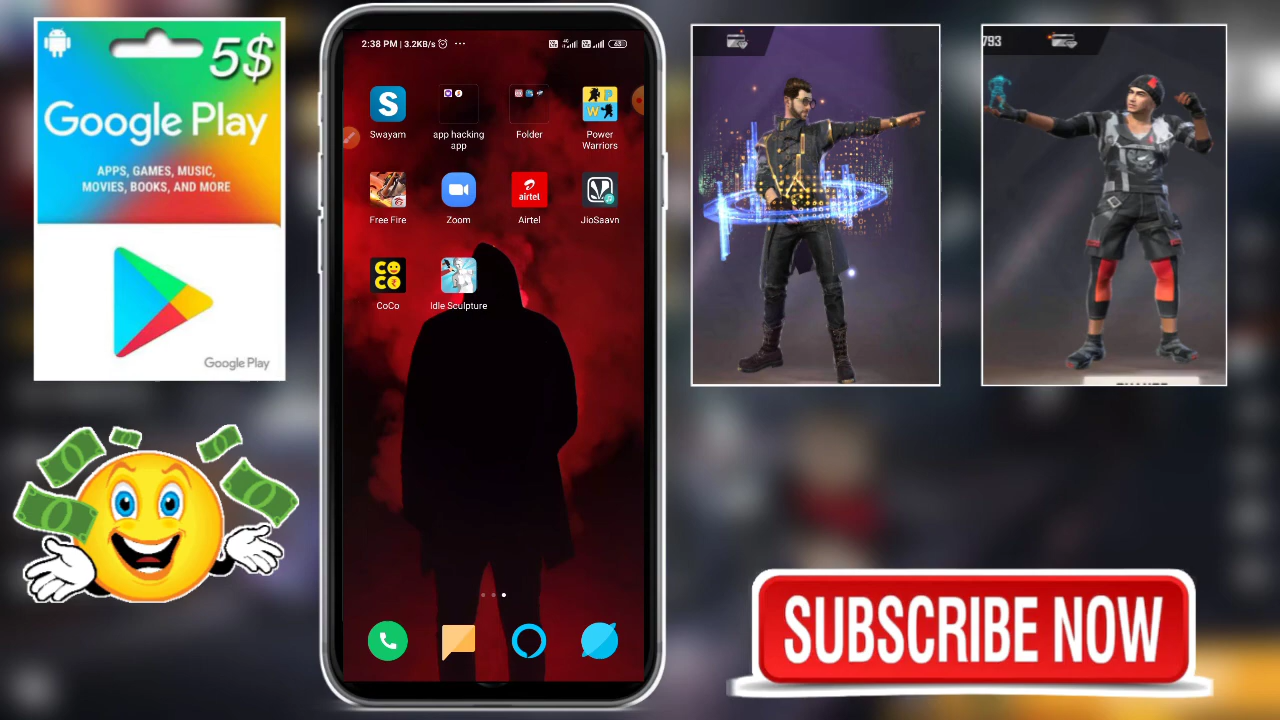 5$
Google Play
APPS, GAMES, MUSIC,
MOVIES, BOOKS, AND MORE
Google Play
2:38 PM | 3.2KB/s
63
Swayam
app hacking
app
Folder
Power
Warriors
Free Fire
Zoom
airtel
Airtel
JioSaavn
CoCo
Idle Sculpture
793
SUBSCRIBE NOW